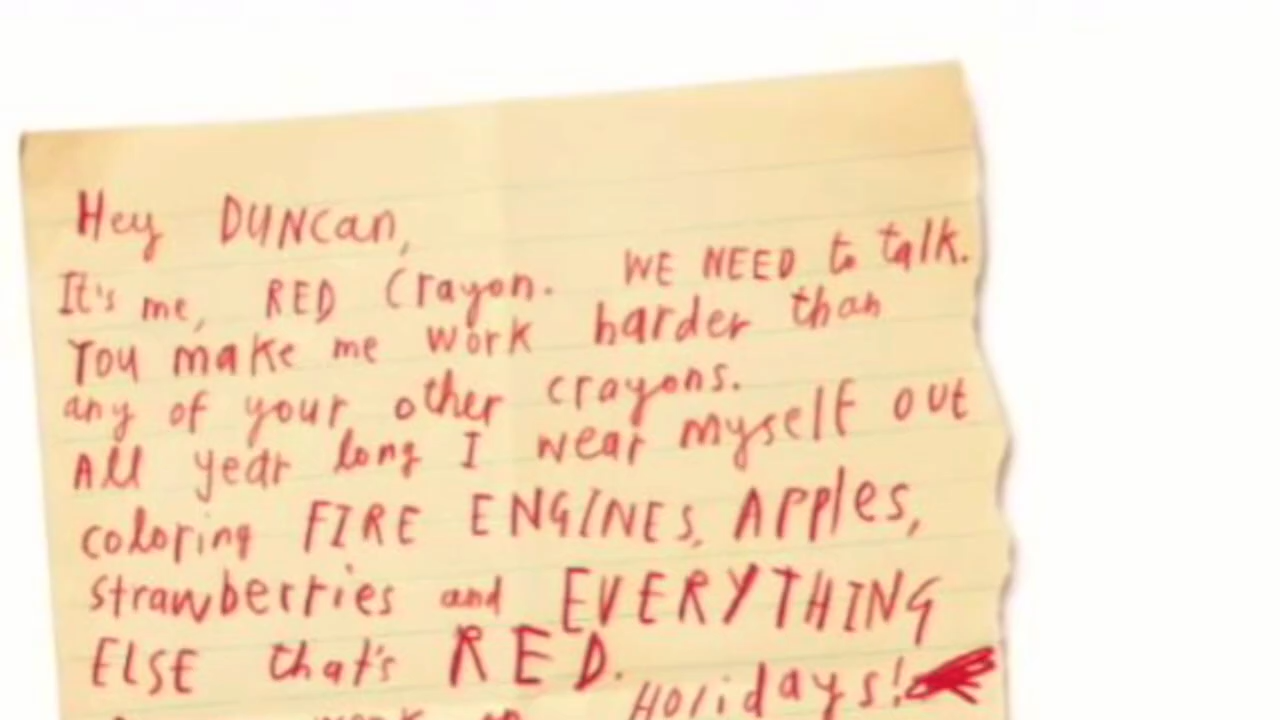 Hey DUNCan,
It's me, RED Crayon. WE NEED to talk.
You make me work harder than
any of your other crayons.
All year long I wear myself out
coloring FIRE ENGINES, Apples,
strawberries and EVERYTHING
ELSE that's RED.
work on Holidays!